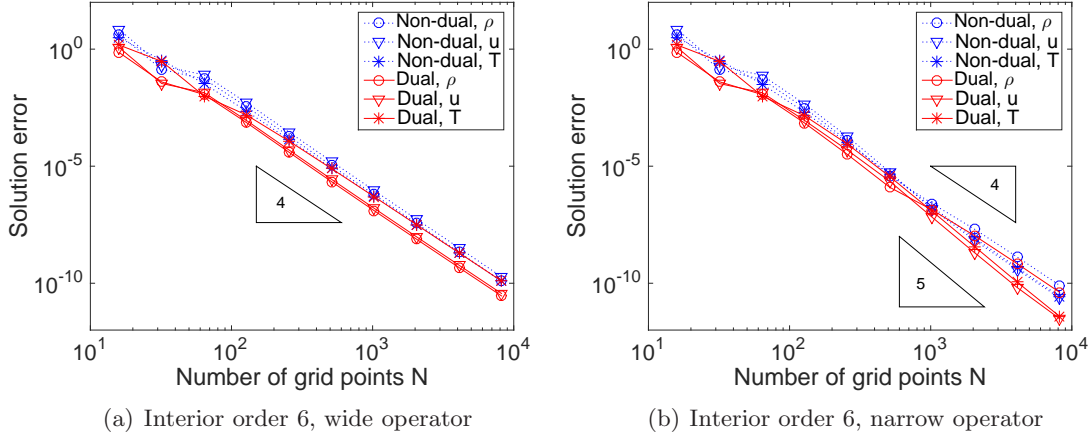 Non-dual, ρ
Non-dual, u
Non-dual, T
Dual, ρ
Dual, u
Dual, T
10^0
10^-5
10^-10
Solution error
4
10^1
10^2
10^3
10^4
Number of grid points N
(a) Interior order 6, wide operator
Non-dual, ρ
Non-dual, u
Non-dual, T
Dual, ρ
Dual, u
Dual, T
10^0
10^-5
10^-10
Solution error
4
5
10^1
10^2
10^3
10^4
Number of grid points N
(b) Interior order 6, narrow operator